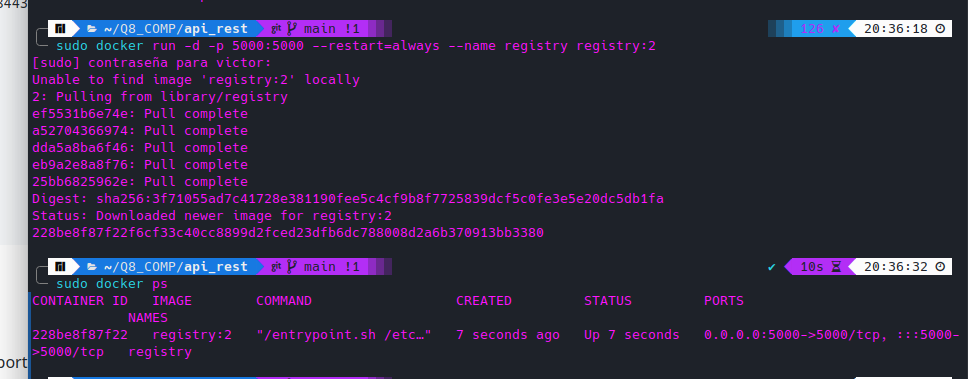 8443
~/Q8_COMP/api_rest git main !1 126 ✘ 20:36:18
sudo docker run -d -p 5000:5000 --restart=always --name registry registry:2
[sudo] contraseña para victor:
Unable to find image 'registry:2' locally
2: Pulling from library/registry
ef5531b6e74e: Pull complete
a52704366974: Pull complete
dda5a8ba6f46: Pull complete
eb9a2e8a8f76: Pull complete
25bb6825962e: Pull complete
Digest: sha256:3f71055ad7c41728e381190fee5c4cf9b8f7725839dcf5c0fe3e5e20dc5db1fa
Status: Downloaded newer image for registry:2
228be8f87f22f6cf33c40cc8899d2fced23dfb6dc788008d2a6b370913bb3380
~/Q8_COMP/api_rest git main !1 ✔ 10s 20:36:32
sudo docker ps
CONTAINER ID IMAGE COMMAND CREATED STATUS PORTS
NAMES
228be8f87f22 registry:2 "/entrypoint.sh /etc…" 7 seconds ago Up 7 seconds 0.0.0.0:5000->5000/tcp, :::5000-
>5000/tcp registry
port